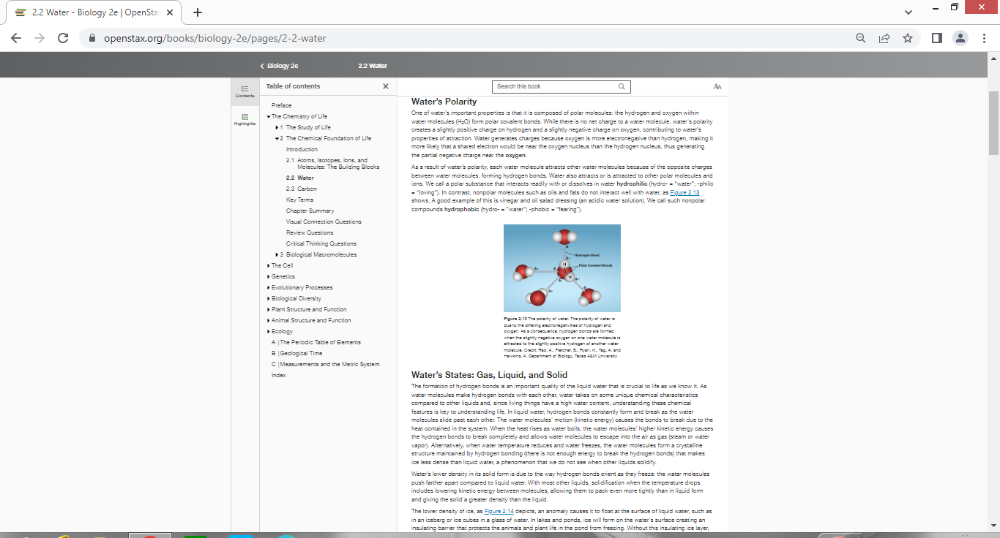 2.2 Water - Biology 2e | OpenSta
openstax.org/books/biology-2e/pages/2-2-water
Biology 2e
2.2 Water
Contents
Highlights
Table of contents
Preface
The Chemistry of Life
1 The Study of Life
2 The Chemical Foundation of Life
Introduction
2.1 Atoms, Isotopes, Ions, and
Molecules: The Building Blocks
2.2 Water
2.3 Carbon
Key Terms
Chapter Summary
Visual Connection Questions
Review Questions
Critical Thinking Questions
3 Biological Macromolecules
The Cell
Genetics
Evolutionary Processes
Biological Diversity
Plant Structure and Function
Animal Structure and Function
Ecology
A | The Periodic Table of Elements
B | Geological Time
C | Measurements and the Metric System
Index
Search this book
AA
Water's Polarity
One of water's important properties is that it is composed of polar molecules: the hydrogen and oxygen within
water molecules (H₂O) form polar covalent bonds. While there is no net charge to a water molecule, water's polarity
creates a slightly positive charge on hydrogen and a slightly negative charge on oxygen, contributing to water's
properties of attraction. Water generates charges because oxygen is more electronegative than hydrogen, making it
more likely that a shared electron would be near the oxygen nucleus than the hydrogen nucleus, thus generating
the partial negative charge near the oxygen.
As a result of water's polarity, each water molecule attracts other water molecules because of the opposite charges
between water molecules, forming hydrogen bonds. Water also attracts or is attracted to other polar molecules and
ions. We call a polar substance that interacts readily with or dissolves in water hydrophilic (hydro- = "water"; -philic
= "loving"). In contrast, nonpolar molecules such as oils and fats do not interact well with water, as Figure 2.13
shows. A good example of this is vinegar and oil salad dressing (an acidic water solution). We call such nonpolar
compounds hydrophobic (hydro- = "water"; -phobic = "fearing").
Hydrogen Bond
Polar Covalent Bonds
H
O
H
Figure 2.13 The polarity of water. The polarity of water is
due to the differing electronegativities of hydrogen and
oxygen. As a consequence, hydrogen bonds are formed
when the slightly negative oxygen on one water molecule is
attracted to the slightly positive hydrogen of another water
molecule. Credit: Rao, A., Fletcher, S., Ryan, K., Tag, A. and
Hawkins, A. Department of Biology, Texas A&M University
Water's States: Gas, Liquid, and Solid
The formation of hydrogen bonds is an important quality of the liquid water that is crucial to life as we know it. As
water molecules make hydrogen bonds with each other, water takes on some unique chemical characteristics
compared to other liquids and, since living things have a high water content, understanding these chemical
features is key to understanding life. In liquid water, hydrogen bonds constantly form and break as the water
molecules slide past each other. The water molecules' motion (kinetic energy) causes the bonds to break due to the
heat contained in the system. When the heat rises as water boils, the water molecules' higher kinetic energy causes
the hydrogen bonds to break completely and allows water molecules to escape into the air as gas (steam or water
vapor). Alternatively, when water temperature reduces and water freezes, the water molecules form a crystalline
structure maintained by hydrogen bonding (there is not enough energy to break the hydrogen bonds) that makes
ice less dense than liquid water, a phenomenon that we do not see when other liquids solidify.
Water's lower density in its solid form is due to the way hydrogen bonds orient as they freeze: the water molecules
push farther apart compared to liquid water. With most other liquids, solidification when the temperature drops
includes lowering kinetic energy between molecules, allowing them to pack even more tightly than in liquid form
and giving the solid a greater density than the liquid.
The lower density of ice, as Figure 2.14 depicts, an anomaly causes it to float at the surface of liquid water, such as
in an iceberg or ice cubes in a glass of water. In lakes and ponds, ice will form on the water's surface creating an
insulating barrier that protects the animals and plant life in the pond from freezing. Without this insulating ice layer,